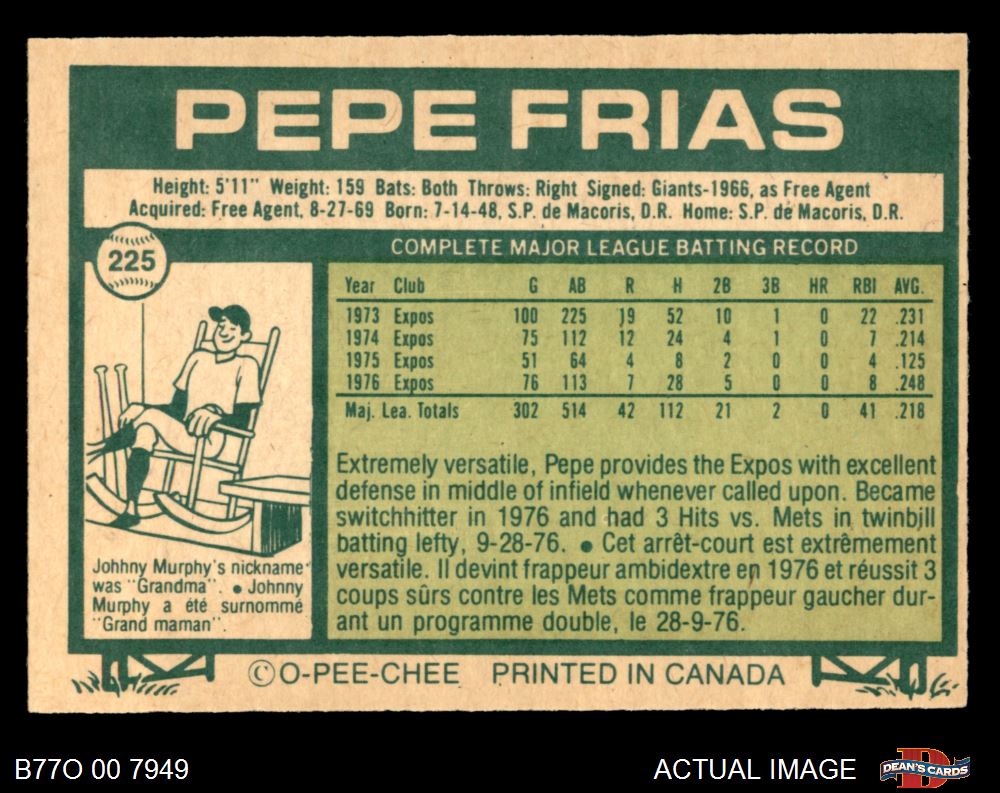 PEPE FRIAS
Height: 5'11" Weight: 159 Bats: Both Throws: Right Signed: Giants-1966, as Free Agent
Acquired: Free Agent, 8-27-69 Born: 7-14-48, S.P. de Macoris, D.R. Home: S.P. de Macoris, D.R.
225
COMPLETE MAJOR LEAGUE BATTING RECORD
Year Club G AB R H 2B 3B HR RBI AVG.
1973 Expos 100 225 19 52 10 1 0 22 .231
1974 Expos 75 112 12 24 4 1 0 7 .214
1975 Expos 51 64 4 8 2 0 0 4 .125
1976 Expos 76 113 7 28 5 0 0 8 .248
Maj. Lea. Totals 302 514 42 112 21 2 0 41 .218
Extremely versatile, Pepe provides the Expos with excellent
defense in middle of infield whenever called upon. Became
switchhitter in 1976 and had 3 Hits vs. Mets in twinbill
batting lefty, 9-28-76. ● Cet arrêt-court est extrêmement
versatile. Il devint frappeur ambidextre en 1976 et réussit 3
coups sûrs contre les Mets comme frappeur gaucher dur-
ant un programme double, le 28-9-76.
Johhny Murphy's nickname
was "Grandma". ● Johnny
Murphy a été surnommé
"Grand maman".
©O-PEE-CHEE PRINTED IN CANADA
B77O 00 7949
ACTUAL IMAGE
DEAN'S CARDS